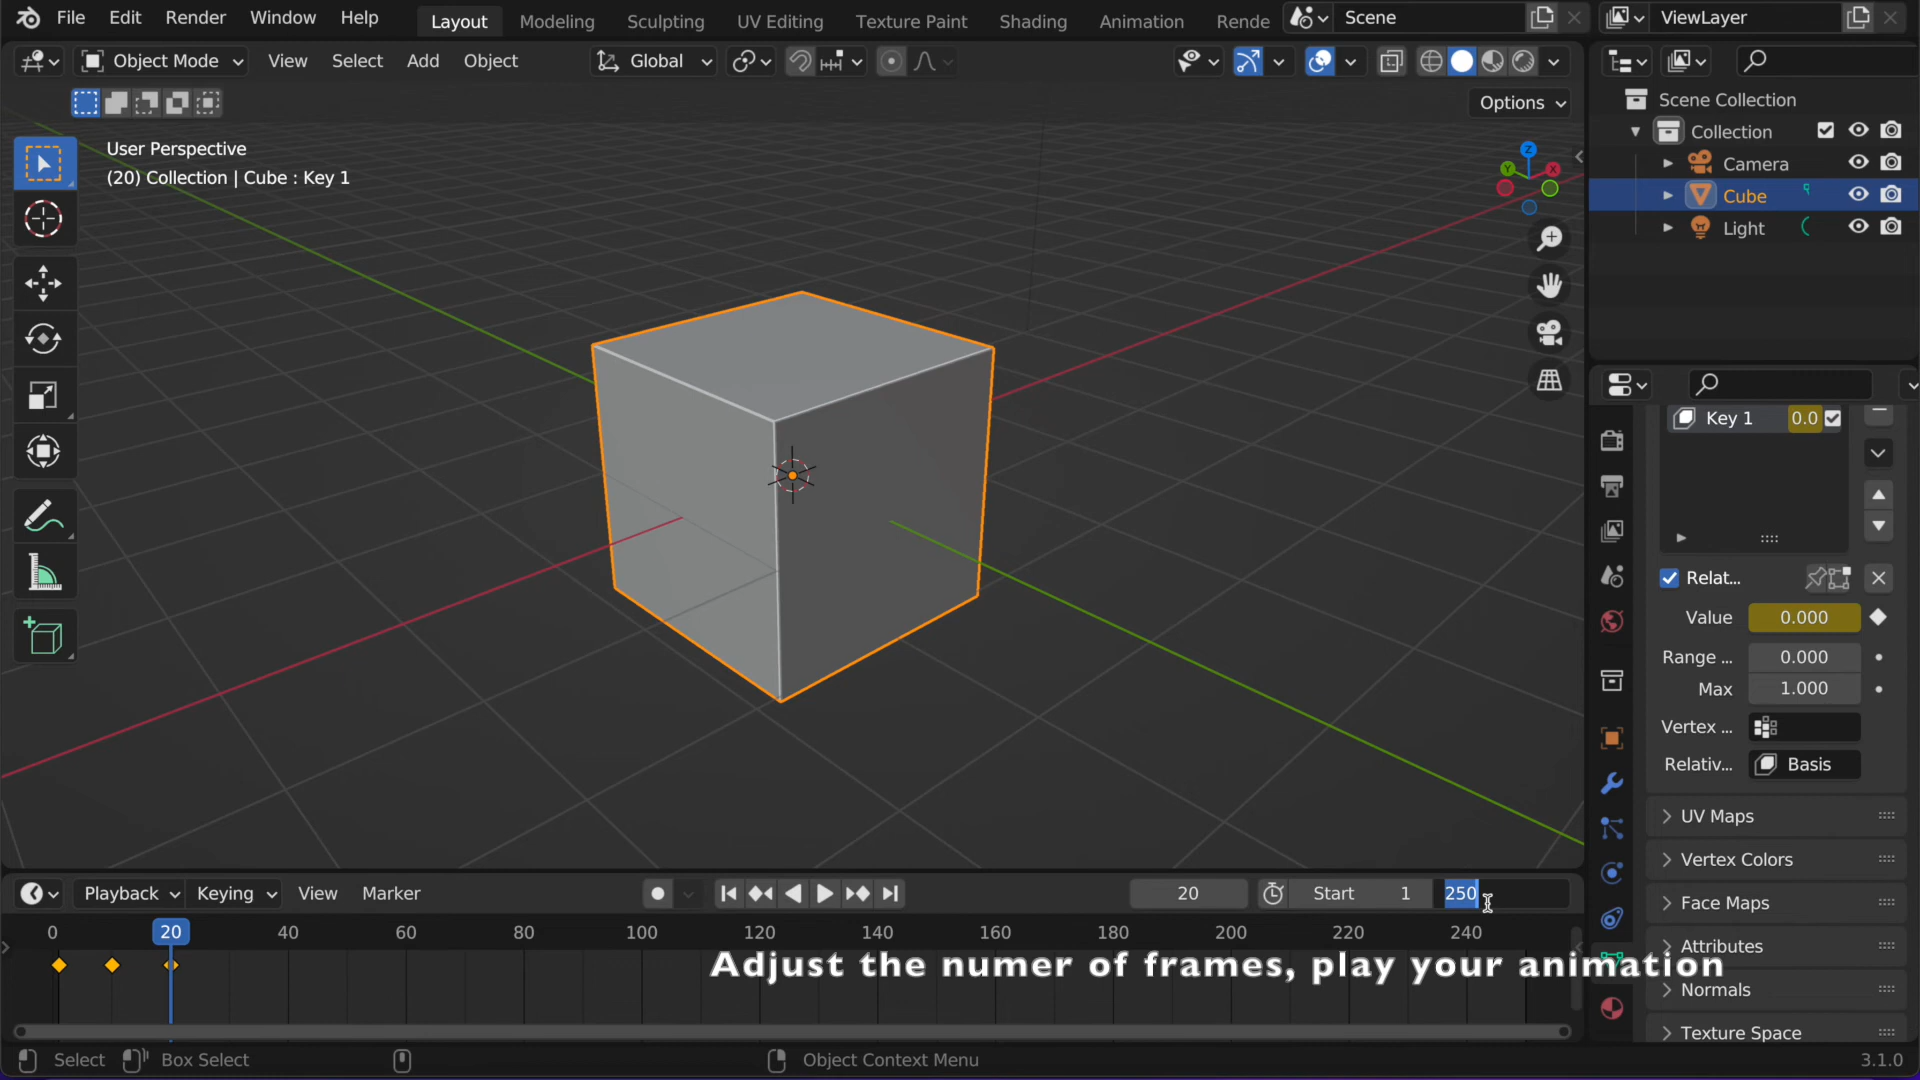 File Edit Render Window Help Layout Modeling Sculpting UV Editing Texture Paint Shading Animation Rende Scene ViewLayer
Object Mode View Select Add Object Global
Options
Scene Collection
Collection
Camera
Cube
Light
User Perspective
(20) Collection | Cube : Key 1
Z
Y
X
Key 1 0.0
Relat...
Value 0.000
Range ... 0.000
Max 1.000
Vertex ...
Relativ... Basis
UV Maps
Vertex Colors
Face Maps
Attributes
Normals
Texture Space
Playback Keying View Marker 20 Start 1 250
0 20 40 60 80 100 120 140 160 180 200 220 240
Adjust the numer of frames, play your animation
Select Box Select Object Context Menu 3.1.0